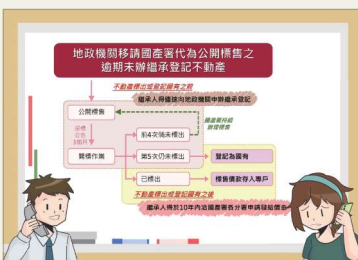 地政機關移請國產署代為公開標售之
逾期未辦繼承登記不動產
不動產標出或登記國有之前
繼承人得繼續向地政機關申辦繼承登記
公開標售
前4次倘未標出
開標作業
第5次仍未標出
登記為國有
已標出
標售價款存入專戶
不動產標出或登記國有之後
繼承人得於10年內洽國產署各分署申請發給價金